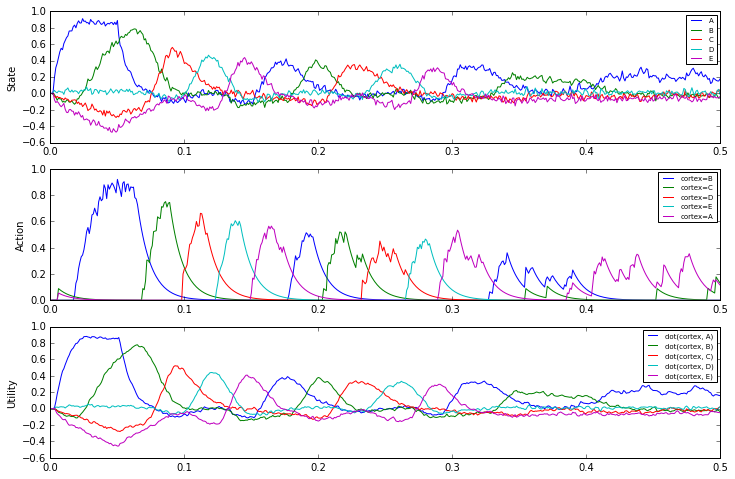 1.0
0.8
0.6
0.4
0.2
0.0
−0.2
−0.4
−0.6
State
A
B
C
D
E
0.0 0.1 0.2 0.3 0.4 0.5
1.0
0.8
0.6
0.4
0.2
0.0
Action
cortex=B
cortex=C
cortex=D
cortex=E
cortex=A
0.0 0.1 0.2 0.3 0.4 0.5
1.0
0.8
0.6
0.4
0.2
0.0
−0.2
−0.4
−0.6
Utility
dot(cortex, A)
dot(cortex, B)
dot(cortex, C)
dot(cortex, D)
dot(cortex, E)
0.0 0.1 0.2 0.3 0.4 0.5